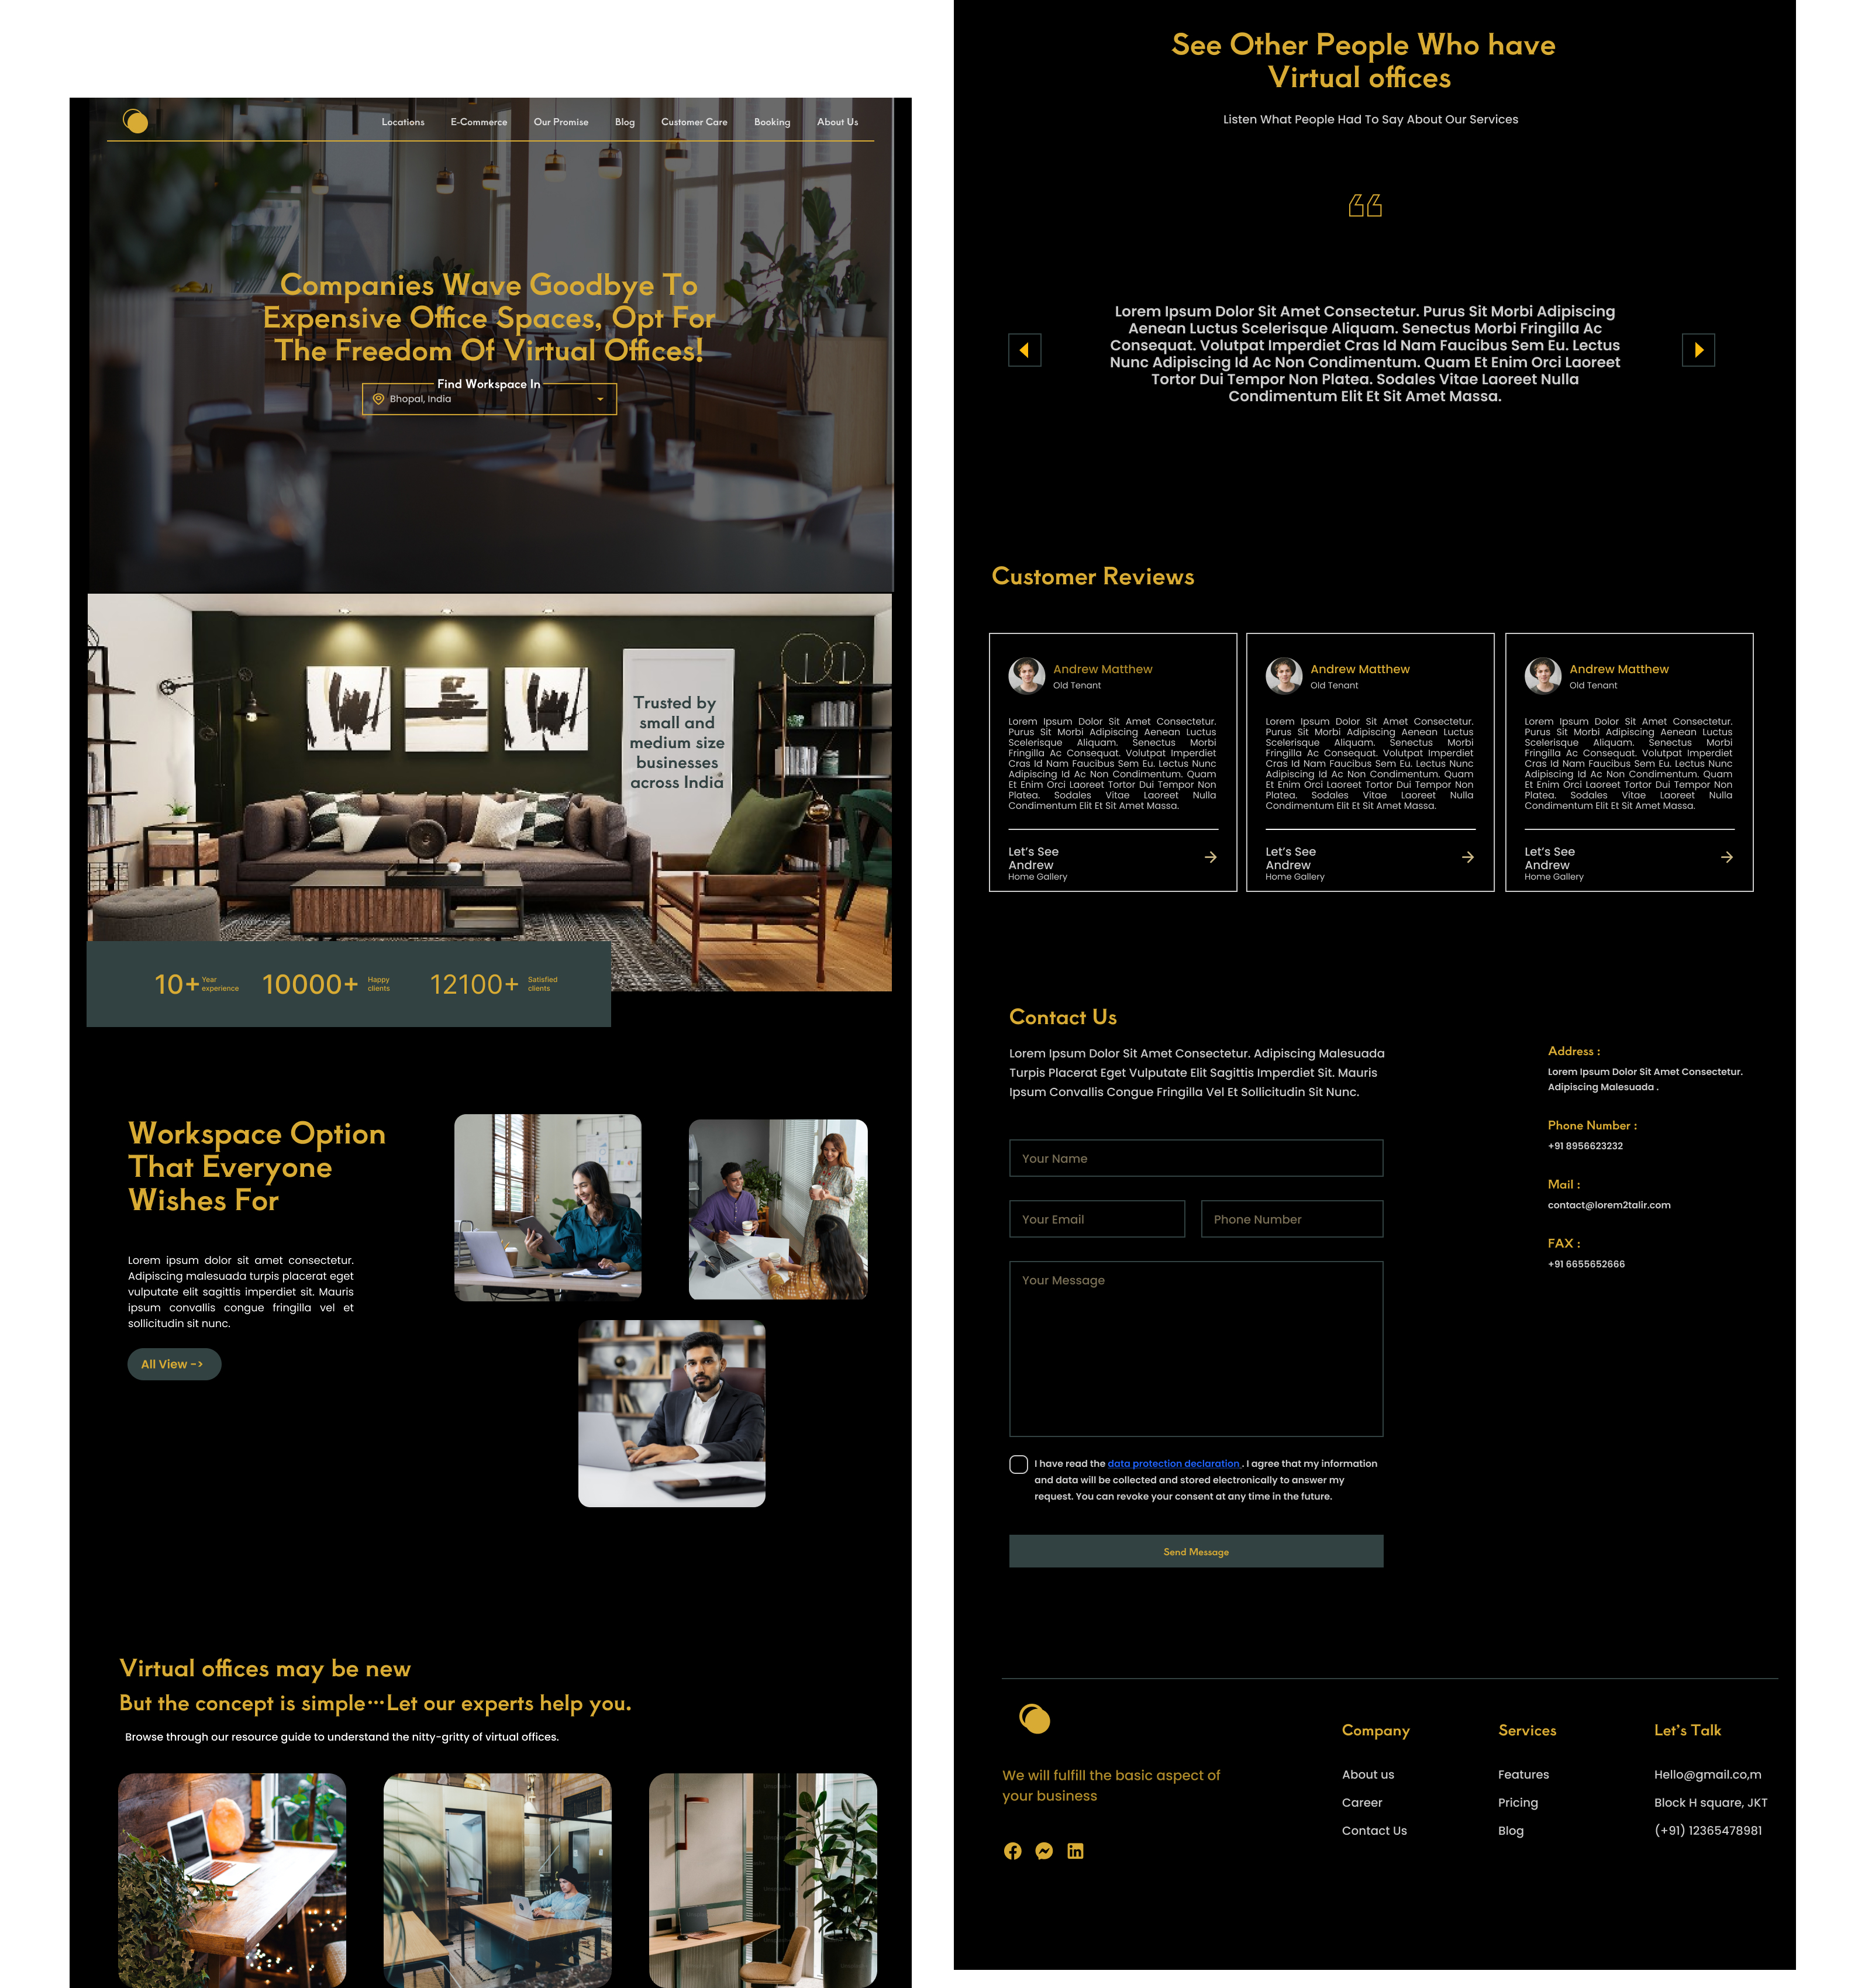 Locations E-Commerce Our Promise Blog Customer Care Booking About Us
Companies Wave Goodbye To
Expensive Office Spaces, Opt For
The Freedom Of Virtual Offices!
Find Workspace In
Bhopal, India
Trusted by
small and
medium size
businesses
across India
10+ Year experience 10000+ Happy clients 12100+ Satisfied clients
Workspace Option
That Everyone
Wishes For
Lorem ipsum dolor sit amet consectetur.
Adipiscing malesuada turpis placerat eget
vulputate elit sagittis imperdiet sit. Mauris
ipsum convallis congue fringilla vel et
sollicitudin sit nunc.
All View ->
Virtual offices may be new
But the concept is simple···Let our experts help you.
Browse through our resource guide to understand the nitty-gritty of virtual offices.
See Other People Who have
Virtual offices
Listen What People Had To Say About Our Services
Lorem Ipsum Dolor Sit Amet Consectetur. Purus Sit Morbi Adipiscing
Aenean Luctus Scelerisque Aliquam. Senectus Morbi Fringilla Ac
Consequat. Volutpat Imperdiet Cras Id Nam Faucibus Sem Eu. Lectus
Nunc Adipiscing Id Ac Non Condimentum. Quam Et Enim Orci Laoreet
Tortor Dui Tempor Non Platea. Sodales Vitae Laoreet Nulla
Condimentum Elit Et Sit Amet Massa.
Customer Reviews
Andrew Matthew
Old Tenant
Lorem Ipsum Dolor Sit Amet Consectetur.
Purus Sit Morbi Adipiscing Aenean Luctus
Scelerisque Aliquam. Senectus Morbi
Fringilla Ac Consequat. Volutpat Imperdiet
Cras Id Nam Faucibus Sem Eu. Lectus Nunc
Adipiscing Id Ac Non Condimentum. Quam
Et Enim Orci Laoreet Tortor Dui Tempor Non
Platea. Sodales Vitae Laoreet Nulla
Condimentum Elit Et Sit Amet Massa.
Let's See
Andrew
Home Gallery
Andrew Matthew
Old Tenant
Lorem Ipsum Dolor Sit Amet Consectetur.
Purus Sit Morbi Adipiscing Aenean Luctus
Scelerisque Aliquam. Senectus Morbi
Fringilla Ac Consequat. Volutpat Imperdiet
Cras Id Nam Faucibus Sem Eu. Lectus Nunc
Adipiscing Id Ac Non Condimentum. Quam
Et Enim Orci Laoreet Tortor Dui Tempor Non
Platea. Sodales Vitae Laoreet Nulla
Condimentum Elit Et Sit Amet Massa.
Let's See
Andrew
Home Gallery
Andrew Matthew
Old Tenant
Lorem Ipsum Dolor Sit Amet Consectetur.
Purus Sit Morbi Adipiscing Aenean Luctus
Scelerisque Aliquam. Senectus Morbi
Fringilla Ac Consequat. Volutpat Imperdiet
Cras Id Nam Faucibus Sem Eu. Lectus Nunc
Adipiscing Id Ac Non Condimentum. Quam
Et Enim Orci Laoreet Tortor Dui Tempor Non
Platea. Sodales Vitae Laoreet Nulla
Condimentum Elit Et Sit Amet Massa.
Let's See
Andrew
Home Gallery
Contact Us
Lorem Ipsum Dolor Sit Amet Consectetur. Adipiscing Malesuada
Turpis Placerat Eget Vulputate Elit Sagittis Imperdiet Sit. Mauris
Ipsum Convallis Congue Fringilla Vel Et Sollicitudin Sit Nunc.
Your Name
Your Email
Phone Number
Your Message
I have read the data protection declaration . I agree that my information
and data will be collected and stored electronically to answer my
request. You can revoke your consent at any time in the future.
Send Message
Address :
Lorem Ipsum Dolor Sit Amet Consectetur.
Adipiscing Malesuada .
Phone Number :
+91 8956623232
Mail :
contact@lorem2talir.com
FAX :
+91 6655652666
We will fulfill the basic aspect of
your business
Company
About us
Career
Contact Us
Services
Features
Pricing
Blog
Let's Talk
Hello@gmail.co,m
Block H square, JKT
(+91) 12365478981